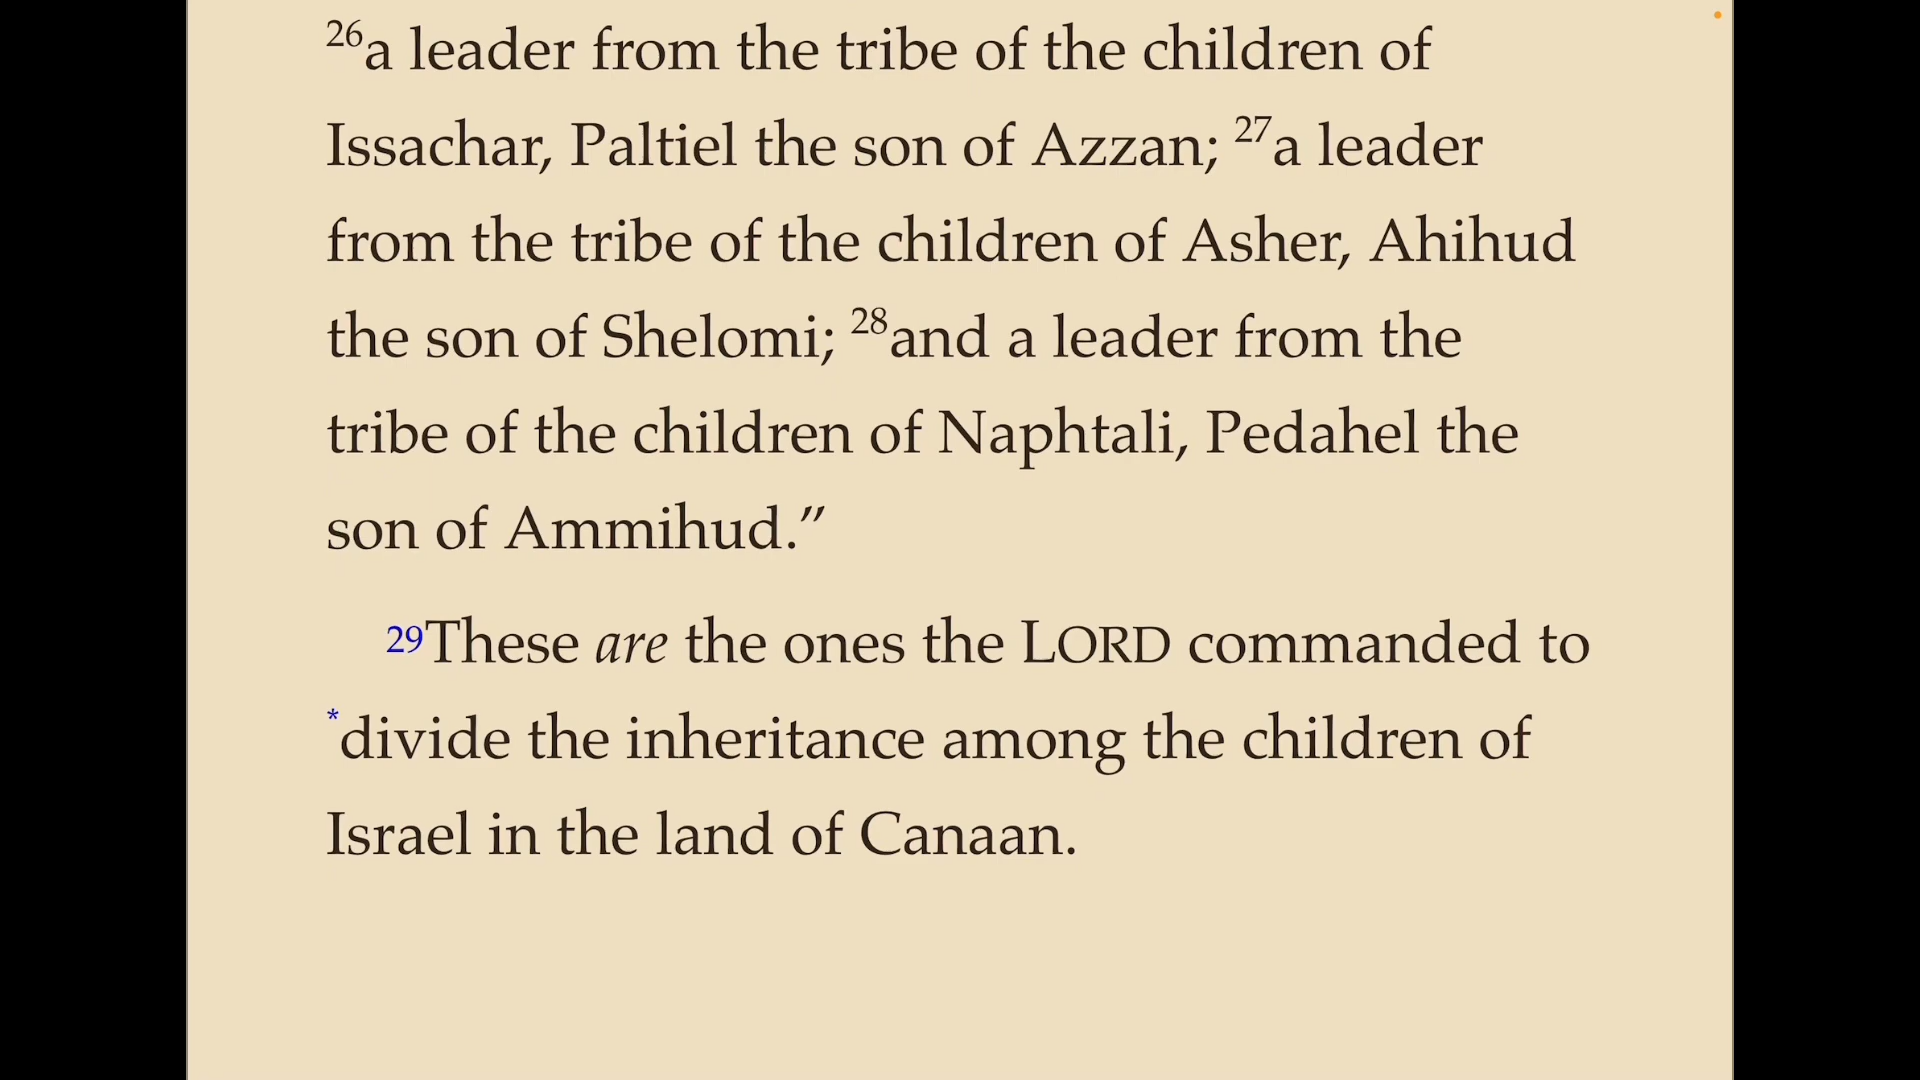 26a leader from the tribe of the children of
Issachar, Paltiel the son of Azzan; 27a leader
from the tribe of the children of Asher, Ahihud
the son of Shelomi; 28and a leader from the
tribe of the children of Naphtali, Pedahel the
son of Ammihud.”
29These are the ones the LORD commanded to
*divide the inheritance among the children of
Israel in the land of Canaan.